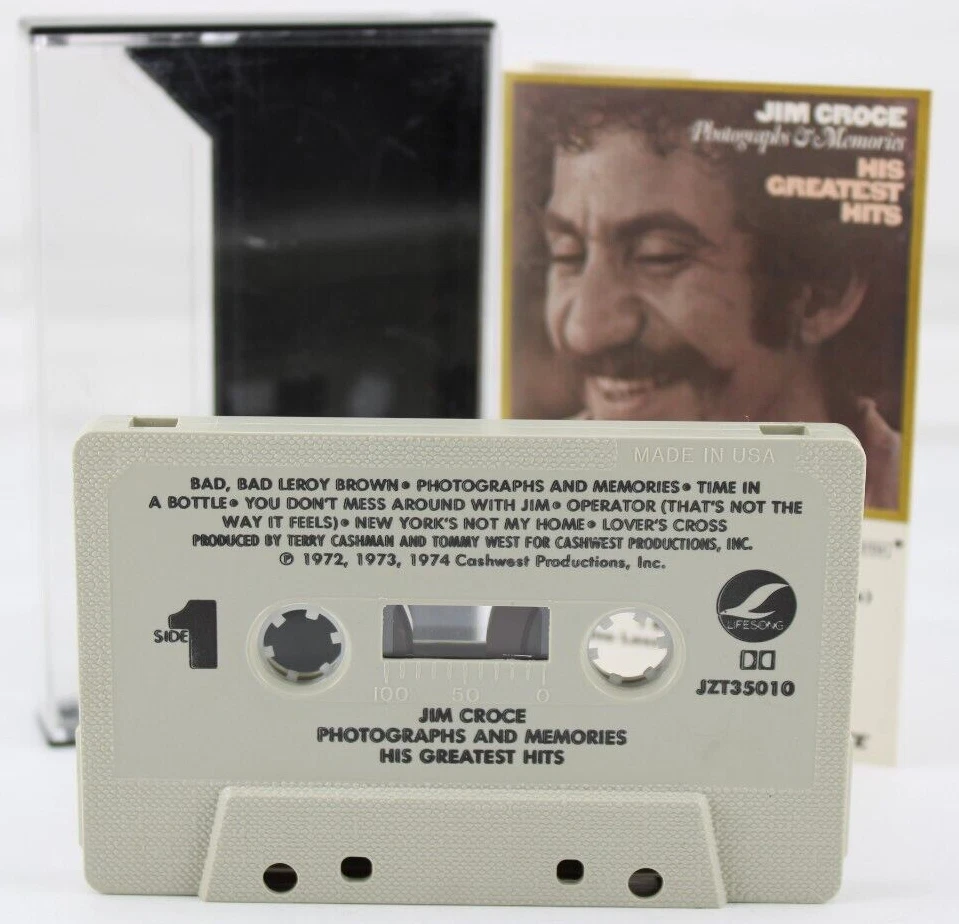 JIM CROCE
Photographs & Memories
HIS
GREATEST
HITS
MADE IN USA
BAD, BAD LEROY BROWN • PHOTOGRAPHS AND MEMORIES • TIME IN
A BOTTLE • YOU DON'T MESS AROUND WITH JIM • OPERATOR (THAT'S NOT THE
WAY IT FEELS) • NEW YORK'S NOT MY HOME • LOVER'S CROSS
PRODUCED BY TERRY CASHMAN AND TOMMY WEST FOR CASHWEST PRODUCTIONS, INC.
℗ 1972, 1973, 1974 Cashwest Productions, Inc.
SIDE 1
LIFESONG
JZT35010
100 50 0
JIM CROCE
PHOTOGRAPHS AND MEMORIES
HIS GREATEST HITS